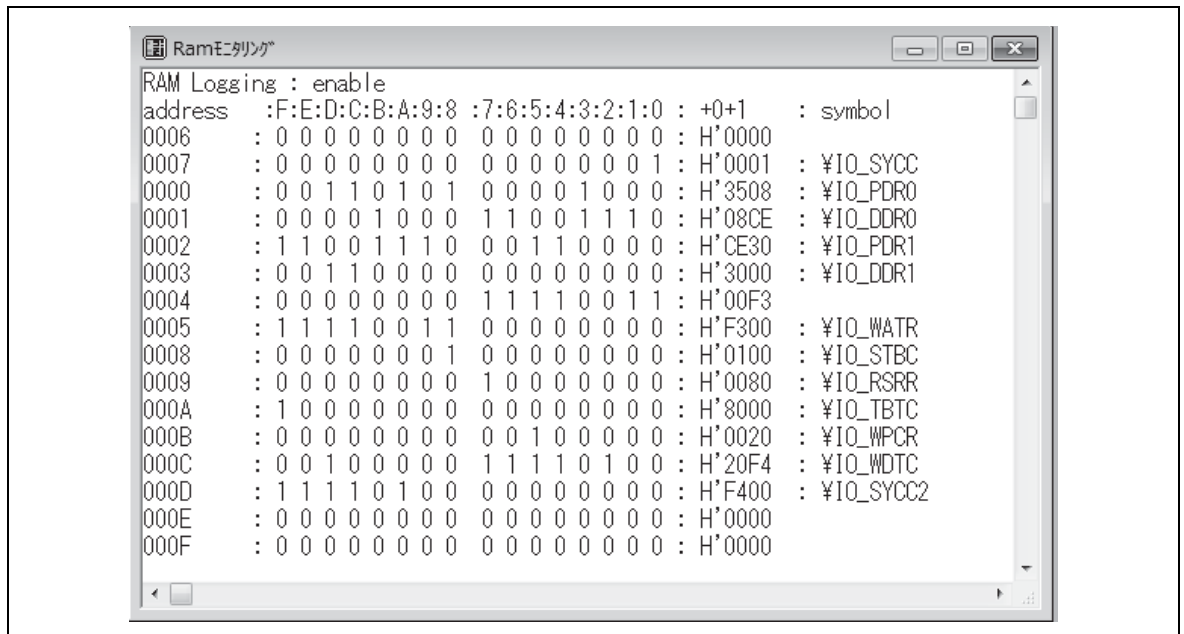 Ramﾓﾆﾀﾘﾝｸﾞ
RAM Logging : enable
address :F:E:D:C:B:A:9:8 :7:6:5:4:3:2:1:0 : +0+1 : symbol
0006 : 0 0 0 0 0 0 0 0 0 0 0 0 0 0 0 0 : H'0000
0007 : 0 0 0 0 0 0 0 0 0 0 0 0 0 0 0 1 : H'0001 : ¥IO_SYCC
0000 : 0 0 1 1 0 1 0 1 0 0 0 0 1 0 0 0 : H'3508 : ¥IO_PDR0
0001 : 0 0 0 0 1 0 0 0 1 1 0 0 1 1 1 0 : H'08CE : ¥IO_DDR0
0002 : 1 1 0 0 1 1 1 0 0 0 1 1 0 0 0 0 : H'CE30 : ¥IO_PDR1
0003 : 0 0 1 1 0 0 0 0 0 0 0 0 0 0 0 0 : H'3000 : ¥IO_DDR1
0004 : 0 0 0 0 0 0 0 0 1 1 1 1 0 0 1 1 : H'00F3
0005 : 1 1 1 1 0 0 1 1 0 0 0 0 0 0 0 0 : H'F300 : ¥IO_WATR
0008 : 0 0 0 0 0 0 0 1 0 0 0 0 0 0 0 0 : H'0100 : ¥IO_STBC
0009 : 0 0 0 0 0 0 0 0 1 0 0 0 0 0 0 0 : H'0080 : ¥IO_RSRR
000A : 1 0 0 0 0 0 0 0 0 0 0 0 0 0 0 0 : H'8000 : ¥IO_TBTC
000B : 0 0 0 0 0 0 0 0 0 0 1 0 0 0 0 0 : H'0020 : ¥IO_WPCR
000C : 0 0 1 0 0 0 0 0 1 1 1 1 0 1 0 0 : H'20F4 : ¥IO_WDTC
000D : 1 1 1 1 0 1 0 0 0 0 0 0 0 0 0 0 : H'F400 : ¥IO_SYCC2
000E : 0 0 0 0 0 0 0 0 0 0 0 0 0 0 0 0 : H'0000
000F : 0 0 0 0 0 0 0 0 0 0 0 0 0 0 0 0 : H'0000